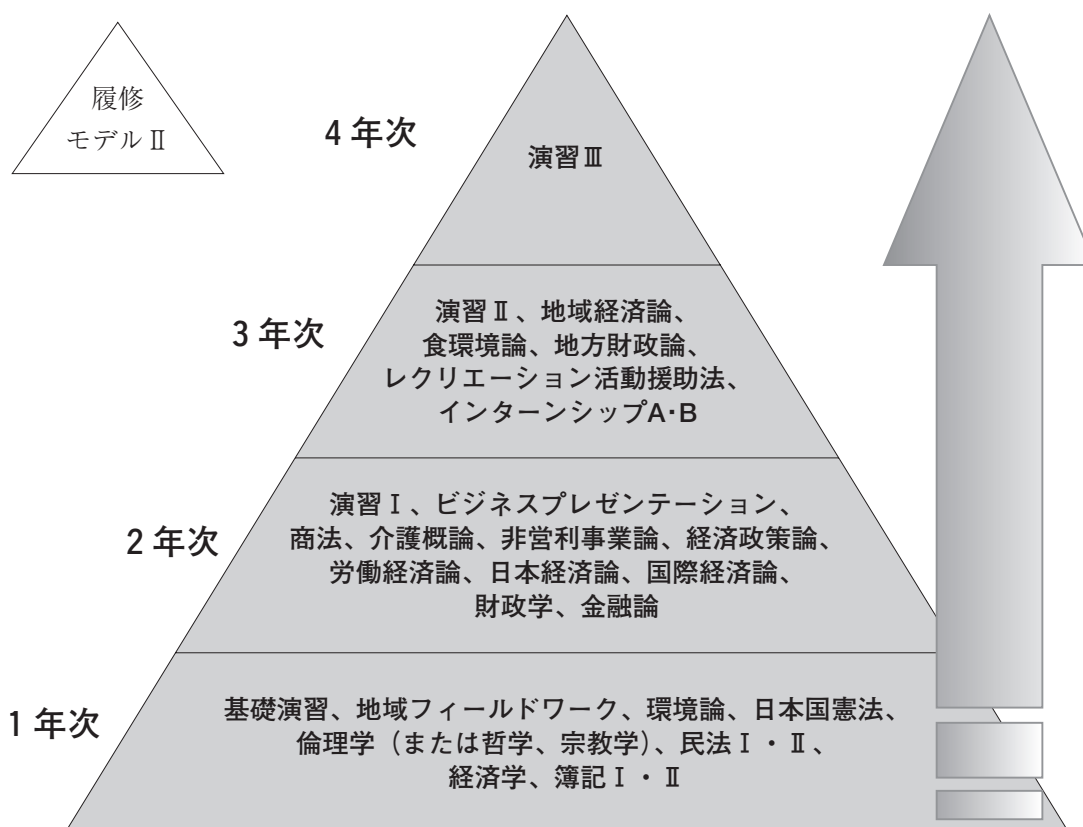 履修
モデルⅡ
4年次
演習Ⅲ
3年次
演習Ⅱ、地域経済論、
食環境論、地方財政論、
レクリエーション活動援助法、
インターンシップA・B
2年次
演習Ⅰ、ビジネスプレゼンテーション、
商法、介護概論、非営利事業論、経済政策論、
労働経済論、日本経済論、国際経済論、
財政学、金融論
1年次
基礎演習、地域フィールドワーク、環境論、日本国憲法、
倫理学（または哲学、宗教学）、民法Ⅰ・Ⅱ、
経済学、簿記Ⅰ・Ⅱ